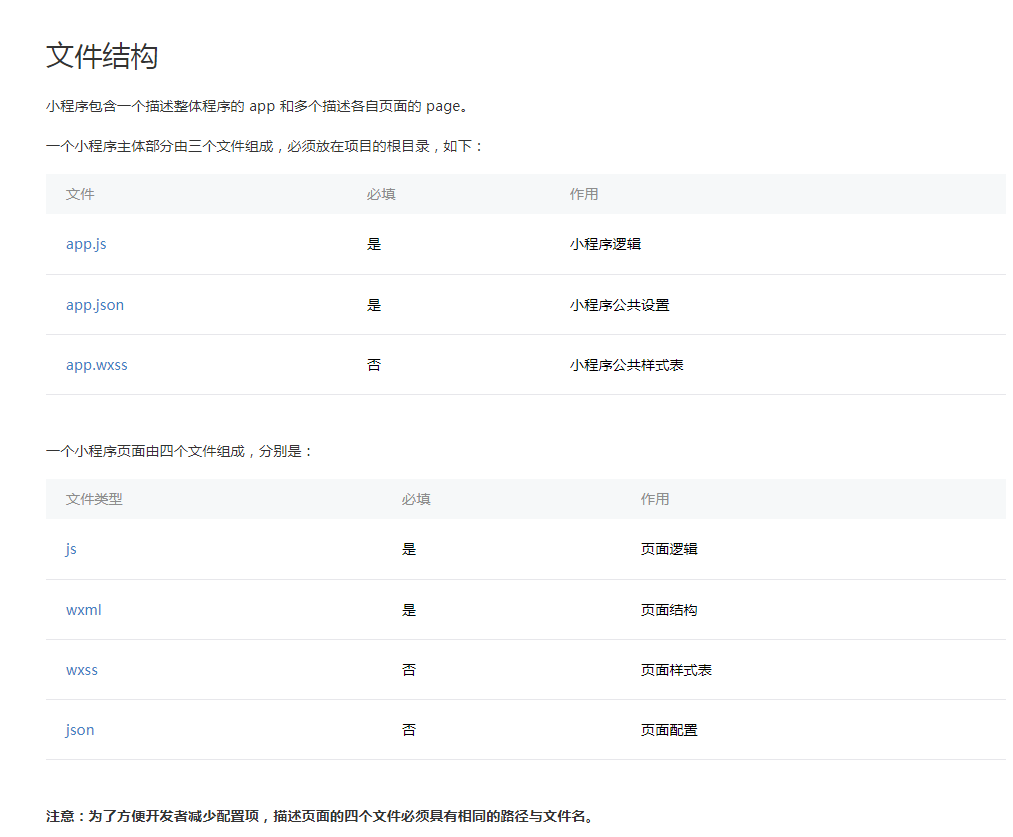 文件结构
小程序包含一个描述整体程序的 app 和多个描述各自页面的 page。
一个小程序主体部分由三个文件组成，必须放在项目的根目录，如下：
文件 必填 作用
app.js 是 小程序逻辑
app.json 是 小程序公共设置
app.wxss 否 小程序公共样式表
一个小程序页面由四个文件组成，分别是：
文件类型 必填 作用
js 是 页面逻辑
wxml 是 页面结构
wxss 否 页面样式表
json 否 页面配置
注意：为了方便开发者减少配置项，描述页面的四个文件必须具有相同的路径与文件名。